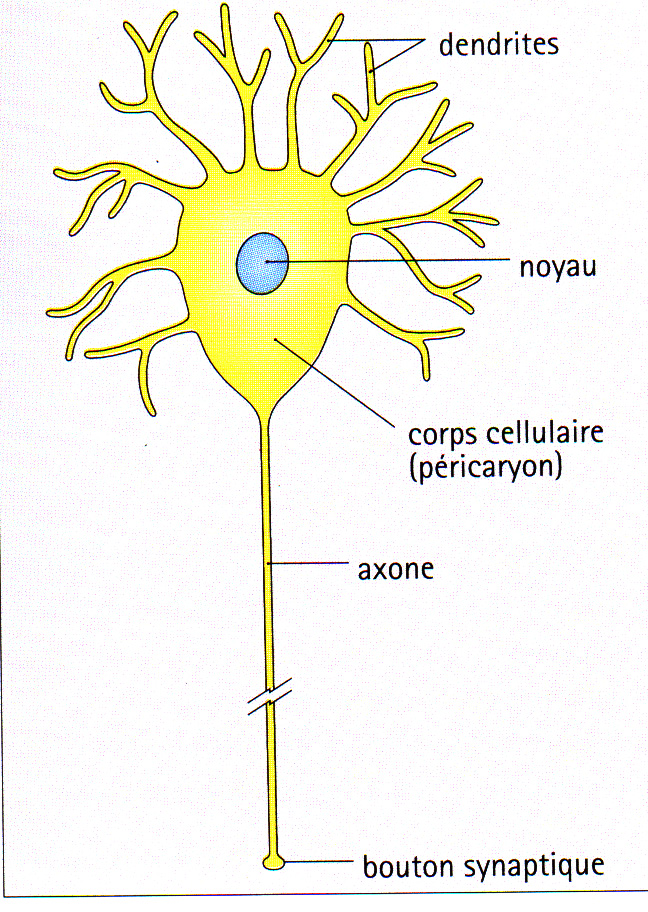 dendrites
noyau
corps cellulaire
(péricaryon)
axone
bouton synaptique